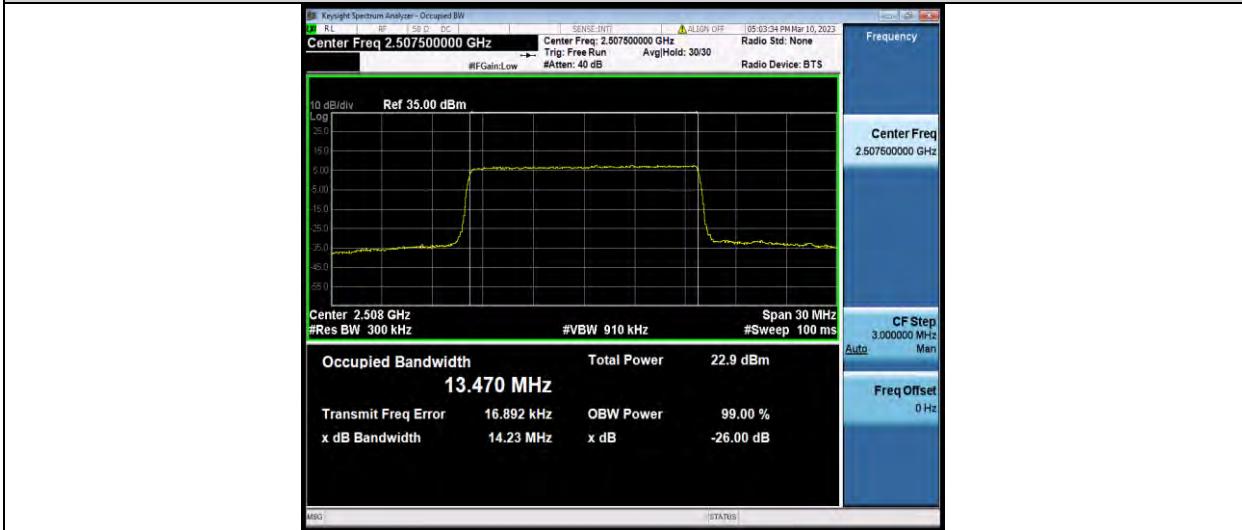 Keysight Spectrum Analyzer - Occupied BW
RL RF 50 Ω DC SENSE:INT ALIGN OFF 05:03:34 PM Mar 10, 2023
Center Freq 2.507500000 GHz
Center Freq: 2.507500000 GHz Radio Std: None
Trig: Free Run Avg|Hold: 30/30
#IFGain:Low #Atten: 40 dB Radio Device: BTS
10 dB/div Ref 35.00 dBm
Log
25.0
15.0
5.00
-5.00
-15.0
-25.0
-35.0
-45.0
-55.0
Center 2.508 GHz Span 30 MHz
#Res BW 300 kHz #VBW 910 kHz #Sweep 100 ms
Occupied Bandwidth Total Power 22.9 dBm
13.470 MHz
Transmit Freq Error 16.892 kHz OBW Power 99.00 %
x dB Bandwidth 14.23 MHz x dB -26.00 dB
MSG STATUS
Frequency
Center Freq
2.507500000 GHz
CF Step
3.000000 MHz
Auto Man
Freq Offset
0 Hz